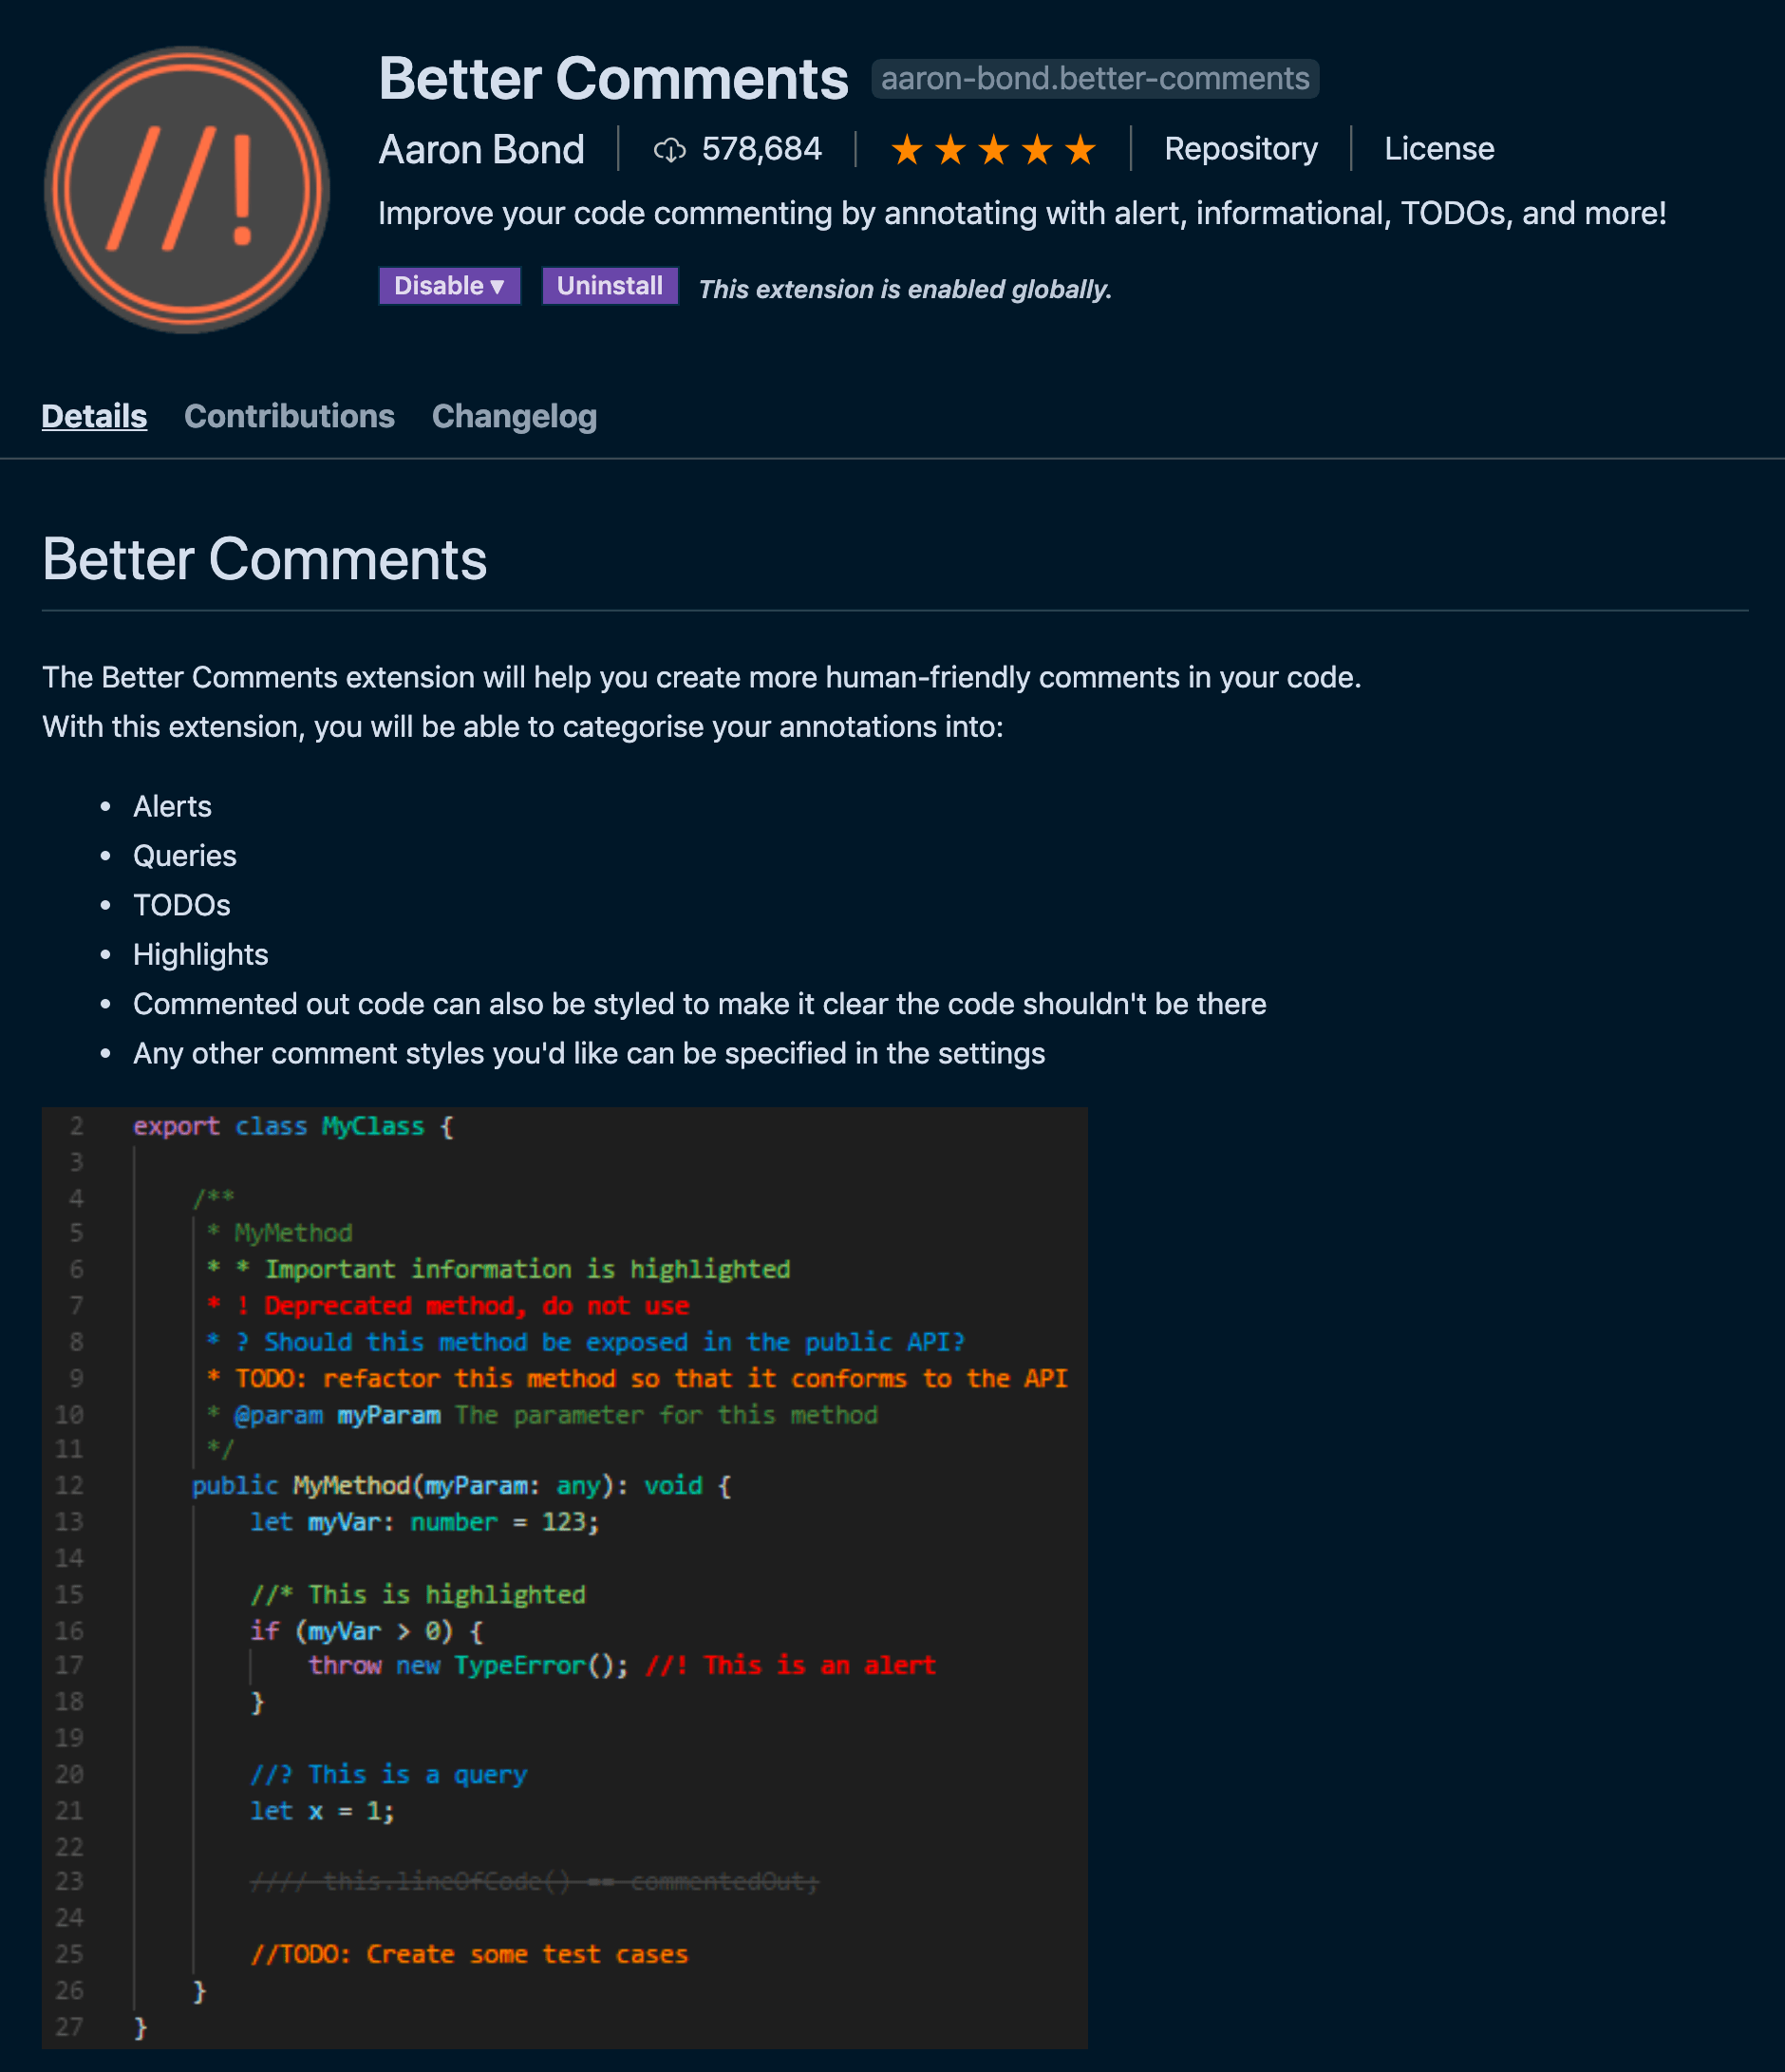 //!
Better Comments aaron-bond.better-comments
Aaron Bond 578,684 ★★★★★ Repository License
Improve your code commenting by annotating with alert, informational, TODOs, and more!
Disable ▾ Uninstall This extension is enabled globally.
Details Contributions Changelog
Better Comments
The Better Comments extension will help you create more human-friendly comments in your code.
With this extension, you will be able to categorise your annotations into:
• Alerts
• Queries
• TODOs
• Highlights
• Commented out code can also be styled to make it clear the code shouldn't be there
• Any other comment styles you'd like can be specified in the settings
2 export class MyClass {
3
4 /**
5 * MyMethod
6 * * Important information is highlighted
7 * ! Deprecated method, do not use
8 * ? Should this method be exposed in the public API?
9 * TODO: refactor this method so that it conforms to the API
10 * @param myParam The parameter for this method
11 */
12 public MyMethod(myParam: any): void {
13 let myVar: number = 123;
14
15 //* This is highlighted
16 if (myVar > 0) {
17 throw new TypeError(); //! This is an alert
18 }
19
20 //? This is a query
21 let x = 1;
22
23 //// this.lineOfCode() == commentedOut;
24
25 //TODO: Create some test cases
26 }
27 }